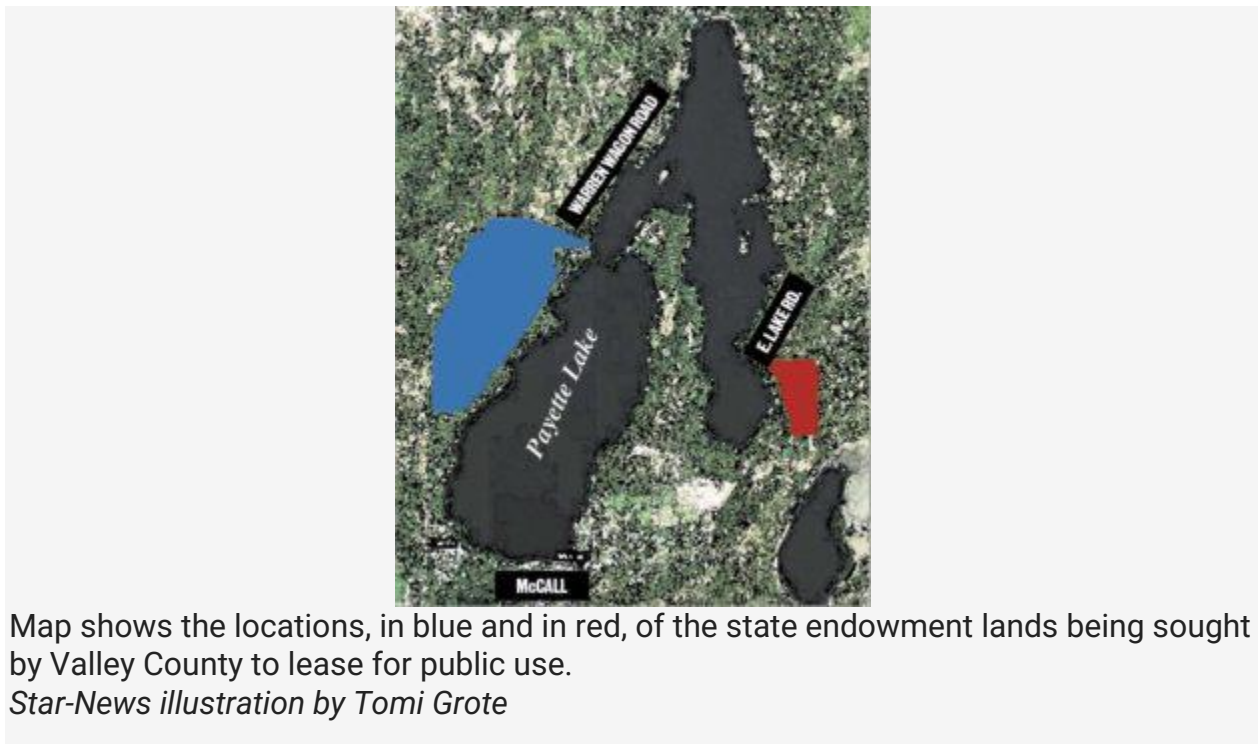 WARREN WAGON ROAD
E. LAKE RD.
Payette Lake
McCALL
Map shows the locations, in blue and in red, of the state endowment lands being sought
by Valley County to lease for public use.
Star-News illustration by Tomi Grote